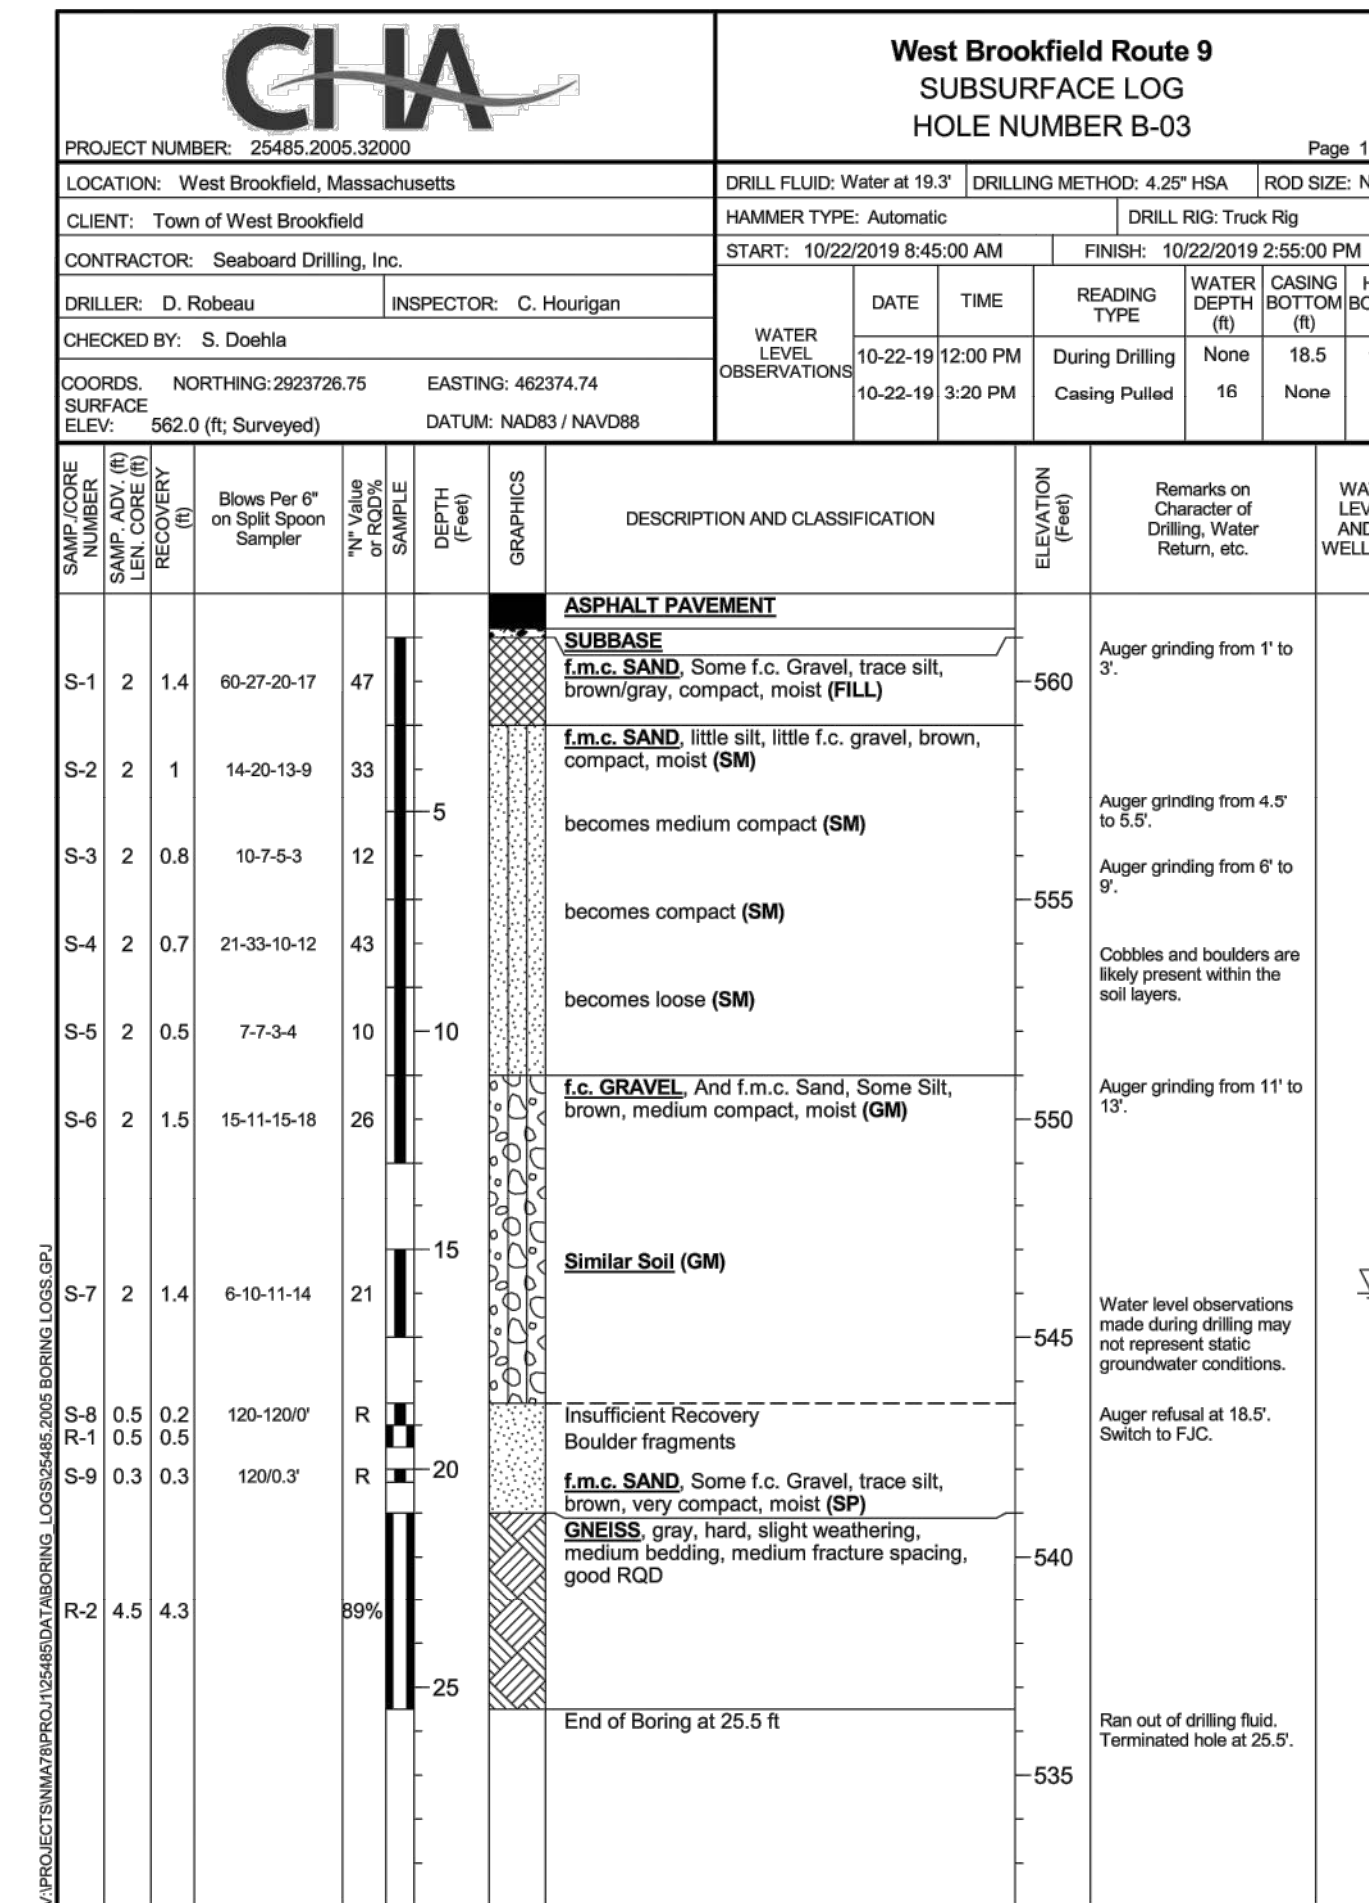 CHA
PROJECT NUMBER: 25485.2005.32000
West Brookfield Route 9
SUBSURFACE LOG
HOLE NUMBER B-03
Page 1
LOCATION: West Brookfield, Massachusetts
DRILL FLUID: Water at 19.3' DRILLING METHOD: 4.25" HSA ROD SIZE: N
CLIENT: Town of West Brookfield
HAMMER TYPE: Automatic DRILL RIG: Truck Rig
CONTRACTOR: Seaboard Drilling, Inc.
START: 10/22/2019 8:45:00 AM FINISH: 10/22/2019 2:55:00 PM
DRILLER: D. Robeau INSPECTOR: C. Hourigan
CHECKED BY: S. Doehla
COORDS. NORTHING: 2923726.75 EASTING: 462374.74
SURFACE
ELEV: 562.0 (ft; Surveyed) DATUM: NAD83 / NAVD88
WATER
LEVEL
OBSERVATIONS
DATE TIME READING TYPE WATER DEPTH (ft) CASING BOTTOM (ft)
10-22-19 12:00 PM During Drilling None 18.5
10-22-19 3:20 PM Casing Pulled 16 None
SAMP./CORE NUMBER
SAMP. ADV. (ft) LEN. CORE (ft)
RECOVERY (ft)
Blows Per 6"
on Split Spoon
Sampler
"N" Value or RQD%
SAMPLE
DEPTH (Feet)
GRAPHICS
DESCRIPTION AND CLASSIFICATION
ELEVATION (Feet)
Remarks on
Character of
Drilling, Water
Return, etc.
ASPHALT PAVEMENT
SUBBASE
Auger grinding from 1' to
3'.
f.m.c. SAND, Some f.c. Gravel, trace silt,
brown/gray, compact, moist (FILL)
S-1 2 1.4 60-27-20-17 47
560
f.m.c. SAND, little silt, little f.c. gravel, brown,
compact, moist (SM)
S-2 2 1 14-20-13-9 33
5
Auger grinding from 4.5'
to 5.5'.
becomes medium compact (SM)
S-3 2 0.8 10-7-5-3 12
Auger grinding from 6' to
9'.
555
becomes compact (SM)
S-4 2 0.7 21-33-10-12 43
Cobbles and boulders are
likely present within the
soil layers.
becomes loose (SM)
S-5 2 0.5 7-7-3-4 10
10
f.c. GRAVEL, And f.m.c. Sand, Some Silt,
brown, medium compact, moist (GM)
Auger grinding from 11' to
13'.
S-6 2 1.5 15-11-15-18 26
550
15
Similar Soil (GM)
S-7 2 1.4 6-10-11-14 21
Water level observations
made during drilling may
not represent static
groundwater conditions.
545
S-8 0.5 0.2 120-120/0' R
Insufficient Recovery
Auger refusal at 18.5'.
Switch to FJC.
R-1 0.5 0.5
Boulder fragments
S-9 0.3 0.3 120/0.3' R
20
f.m.c. SAND, Some f.c. Gravel, trace silt,
brown, very compact, moist (SP)
GNEISS, gray, hard, slight weathering,
medium bedding, medium fracture spacing,
good RQD
540
R-2 4.5 4.3 89%
25
End of Boring at 25.5 ft
Ran out of drilling fluid.
Terminated hole at 25.5'.
535
V:\PROJECTS\NMA78\PROJ1\25485\DATA\BORING_LOGS\25485.2005 BORING LOGS.GPJ